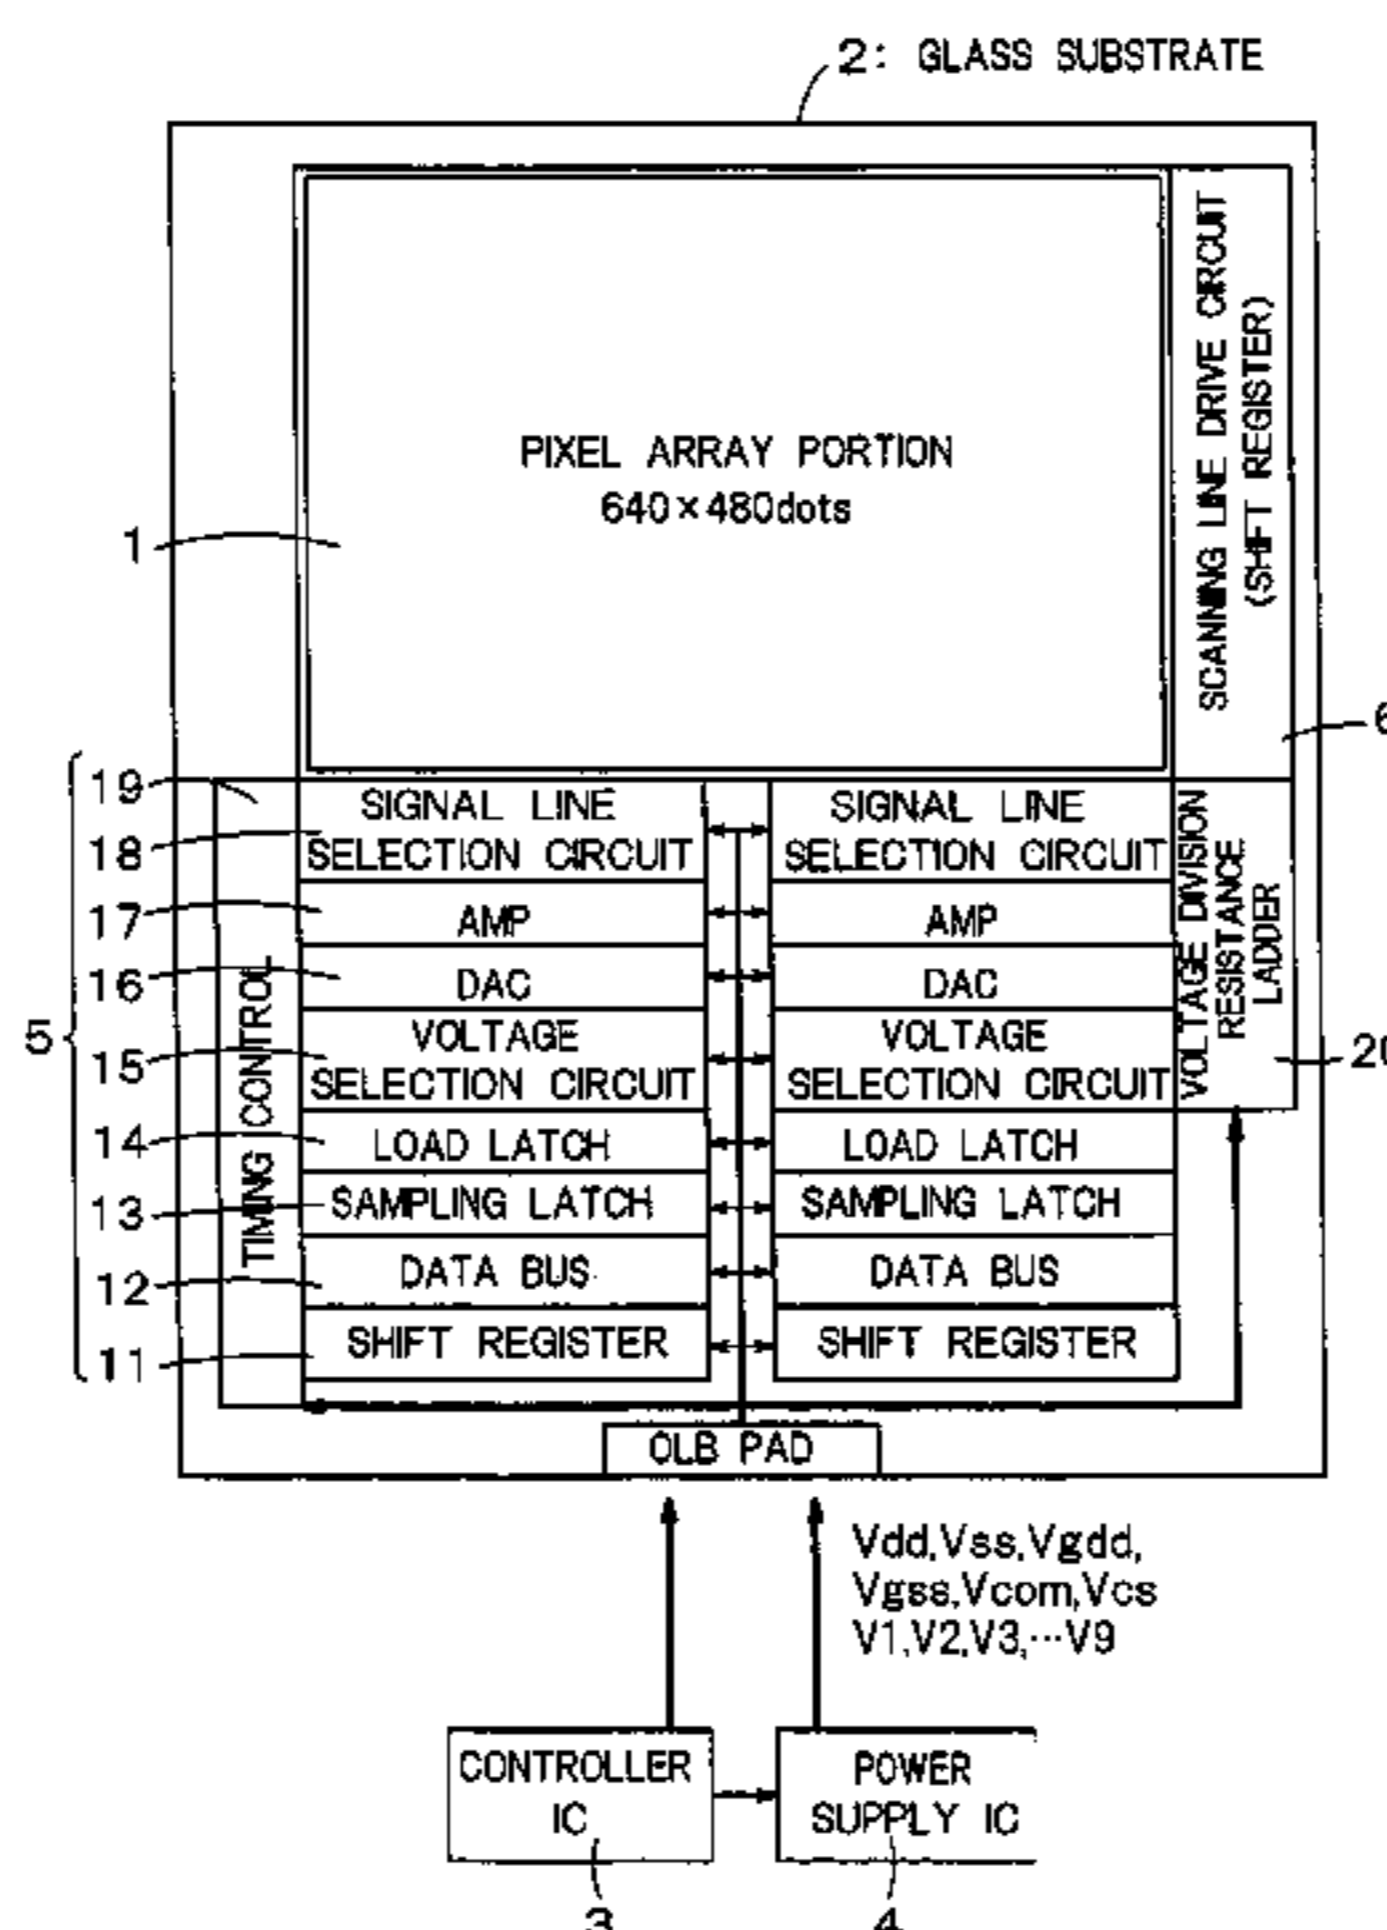 2: GLASS SUBSTRATE
PIXEL ARRAY PORTION
640×480dots
1
SCANNING LINE DRIVE CIRCUIT
(SHIFT REGISTER)
6
5
19
18
17
16
15
14
13
12
11
TIMING CONTROL
SIGNAL LINE
SELECTION CIRCUIT
AMP
DAC
VOLTAGE
SELECTION CIRCUIT
LOAD LATCH
SAMPLING LATCH
DATA BUS
SHIFT REGISTER
SIGNAL LINE
SELECTION CIRCUIT
AMP
DAC
VOLTAGE
SELECTION CIRCUIT
LOAD LATCH
SAMPLING LATCH
DATA BUS
SHIFT REGISTER
VOLTAGE DIVISION
RESISTANCE
LADDER
20
OLB PAD
Vdd,Vss,Vgdd,
Vgss,Vcom,Vcs
V1,V2,V3,···V9
CONTROLLER
IC
POWER
SUPPLY IC
3
4